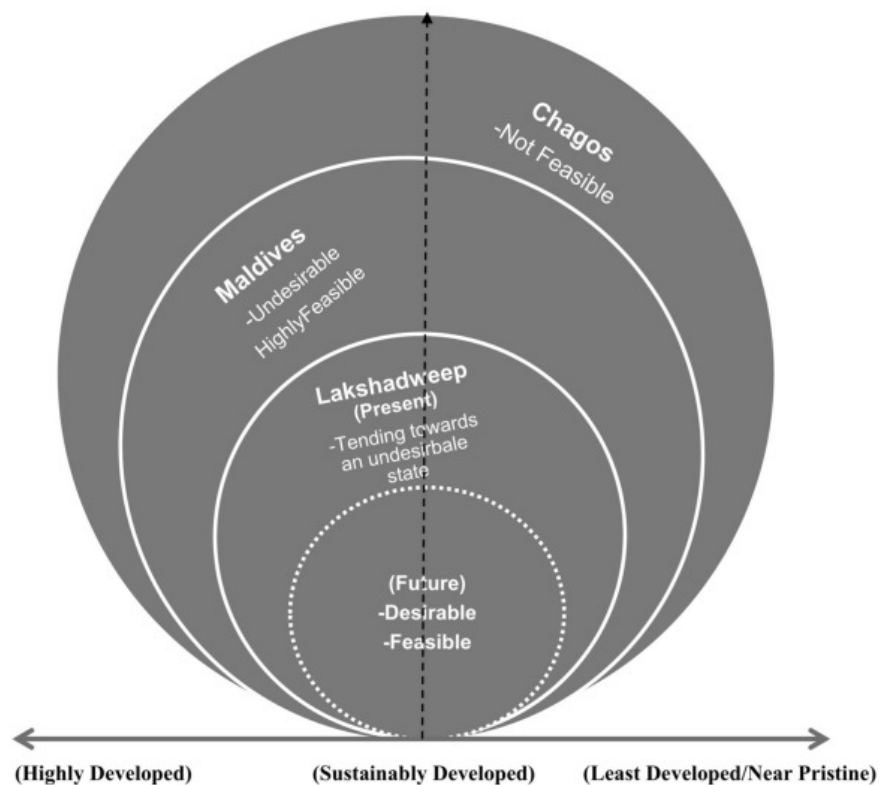 Chagos
-Not Feasible
Maldives
-Undesirable
HighlyFeasible
Lakshadweep
(Present)
-Tending towards
an undesirbale
state
(Future)
-Desirable
-Feasible
(Highly Developed)
(Sustainably Developed)
(Least Developed/Near Pristine)